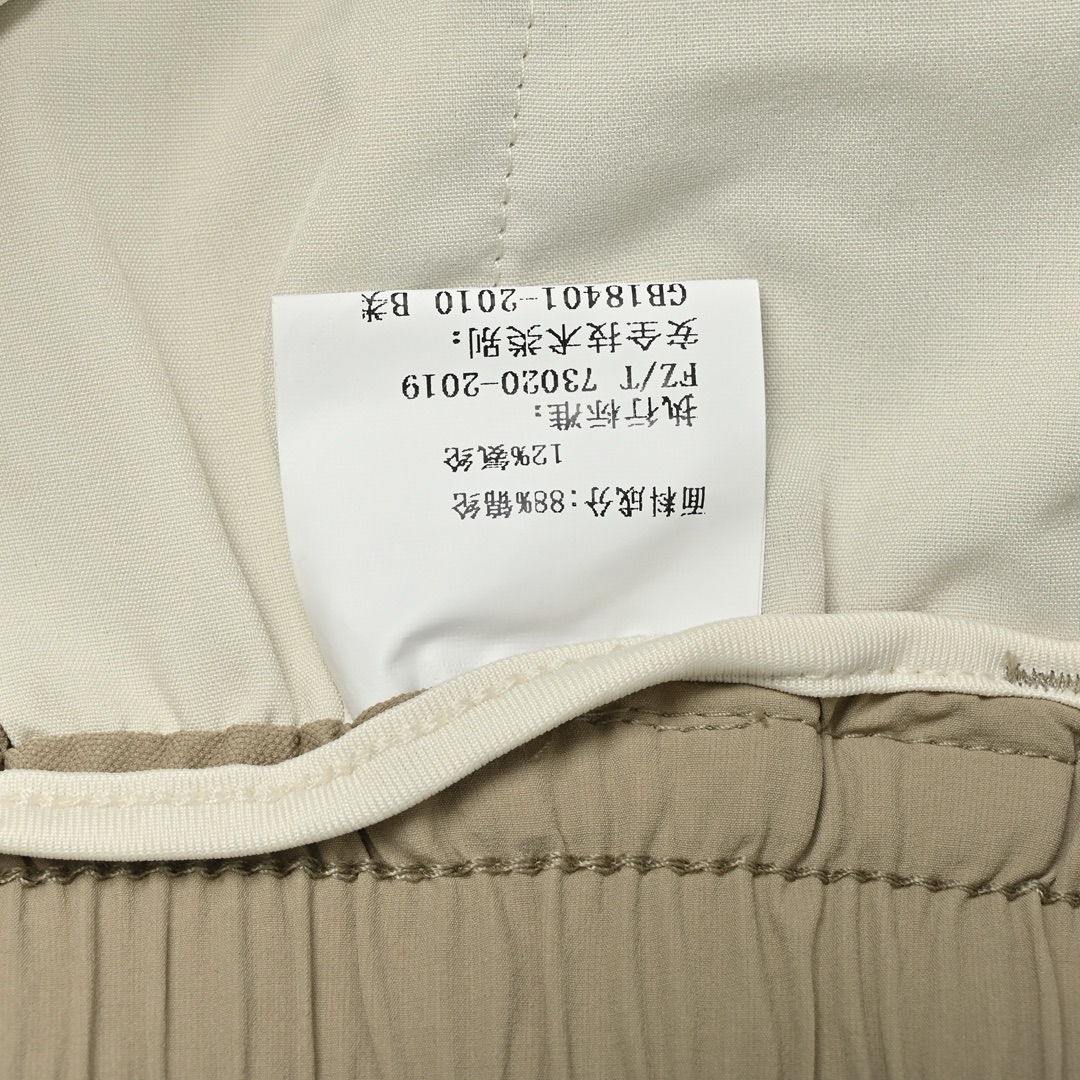 面料成分:88%锦纶
12%氨纶
执行标准:
FZ/T 73020-2019
安全技术类别:
GB18401-2010 B类